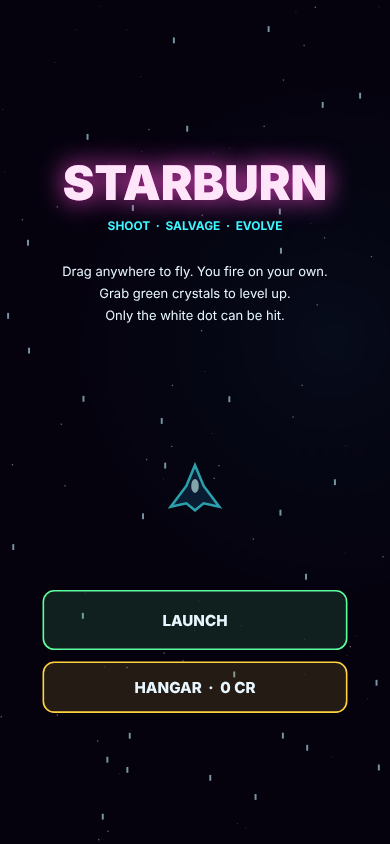 STARBURN
SHOOT · SALVAGE · EVOLVE
Drag anywhere to fly. You fire on your own.
Grab green crystals to level up.
Only the white dot can be hit.
LAUNCH
HANGAR · 0 CR